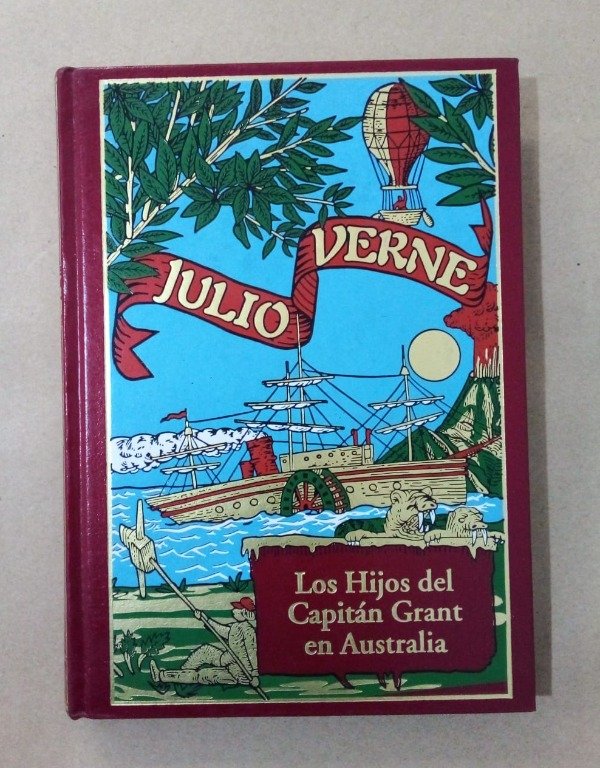 JULIO VERNE
Los Hijos del
Capitán Grant
en Australia